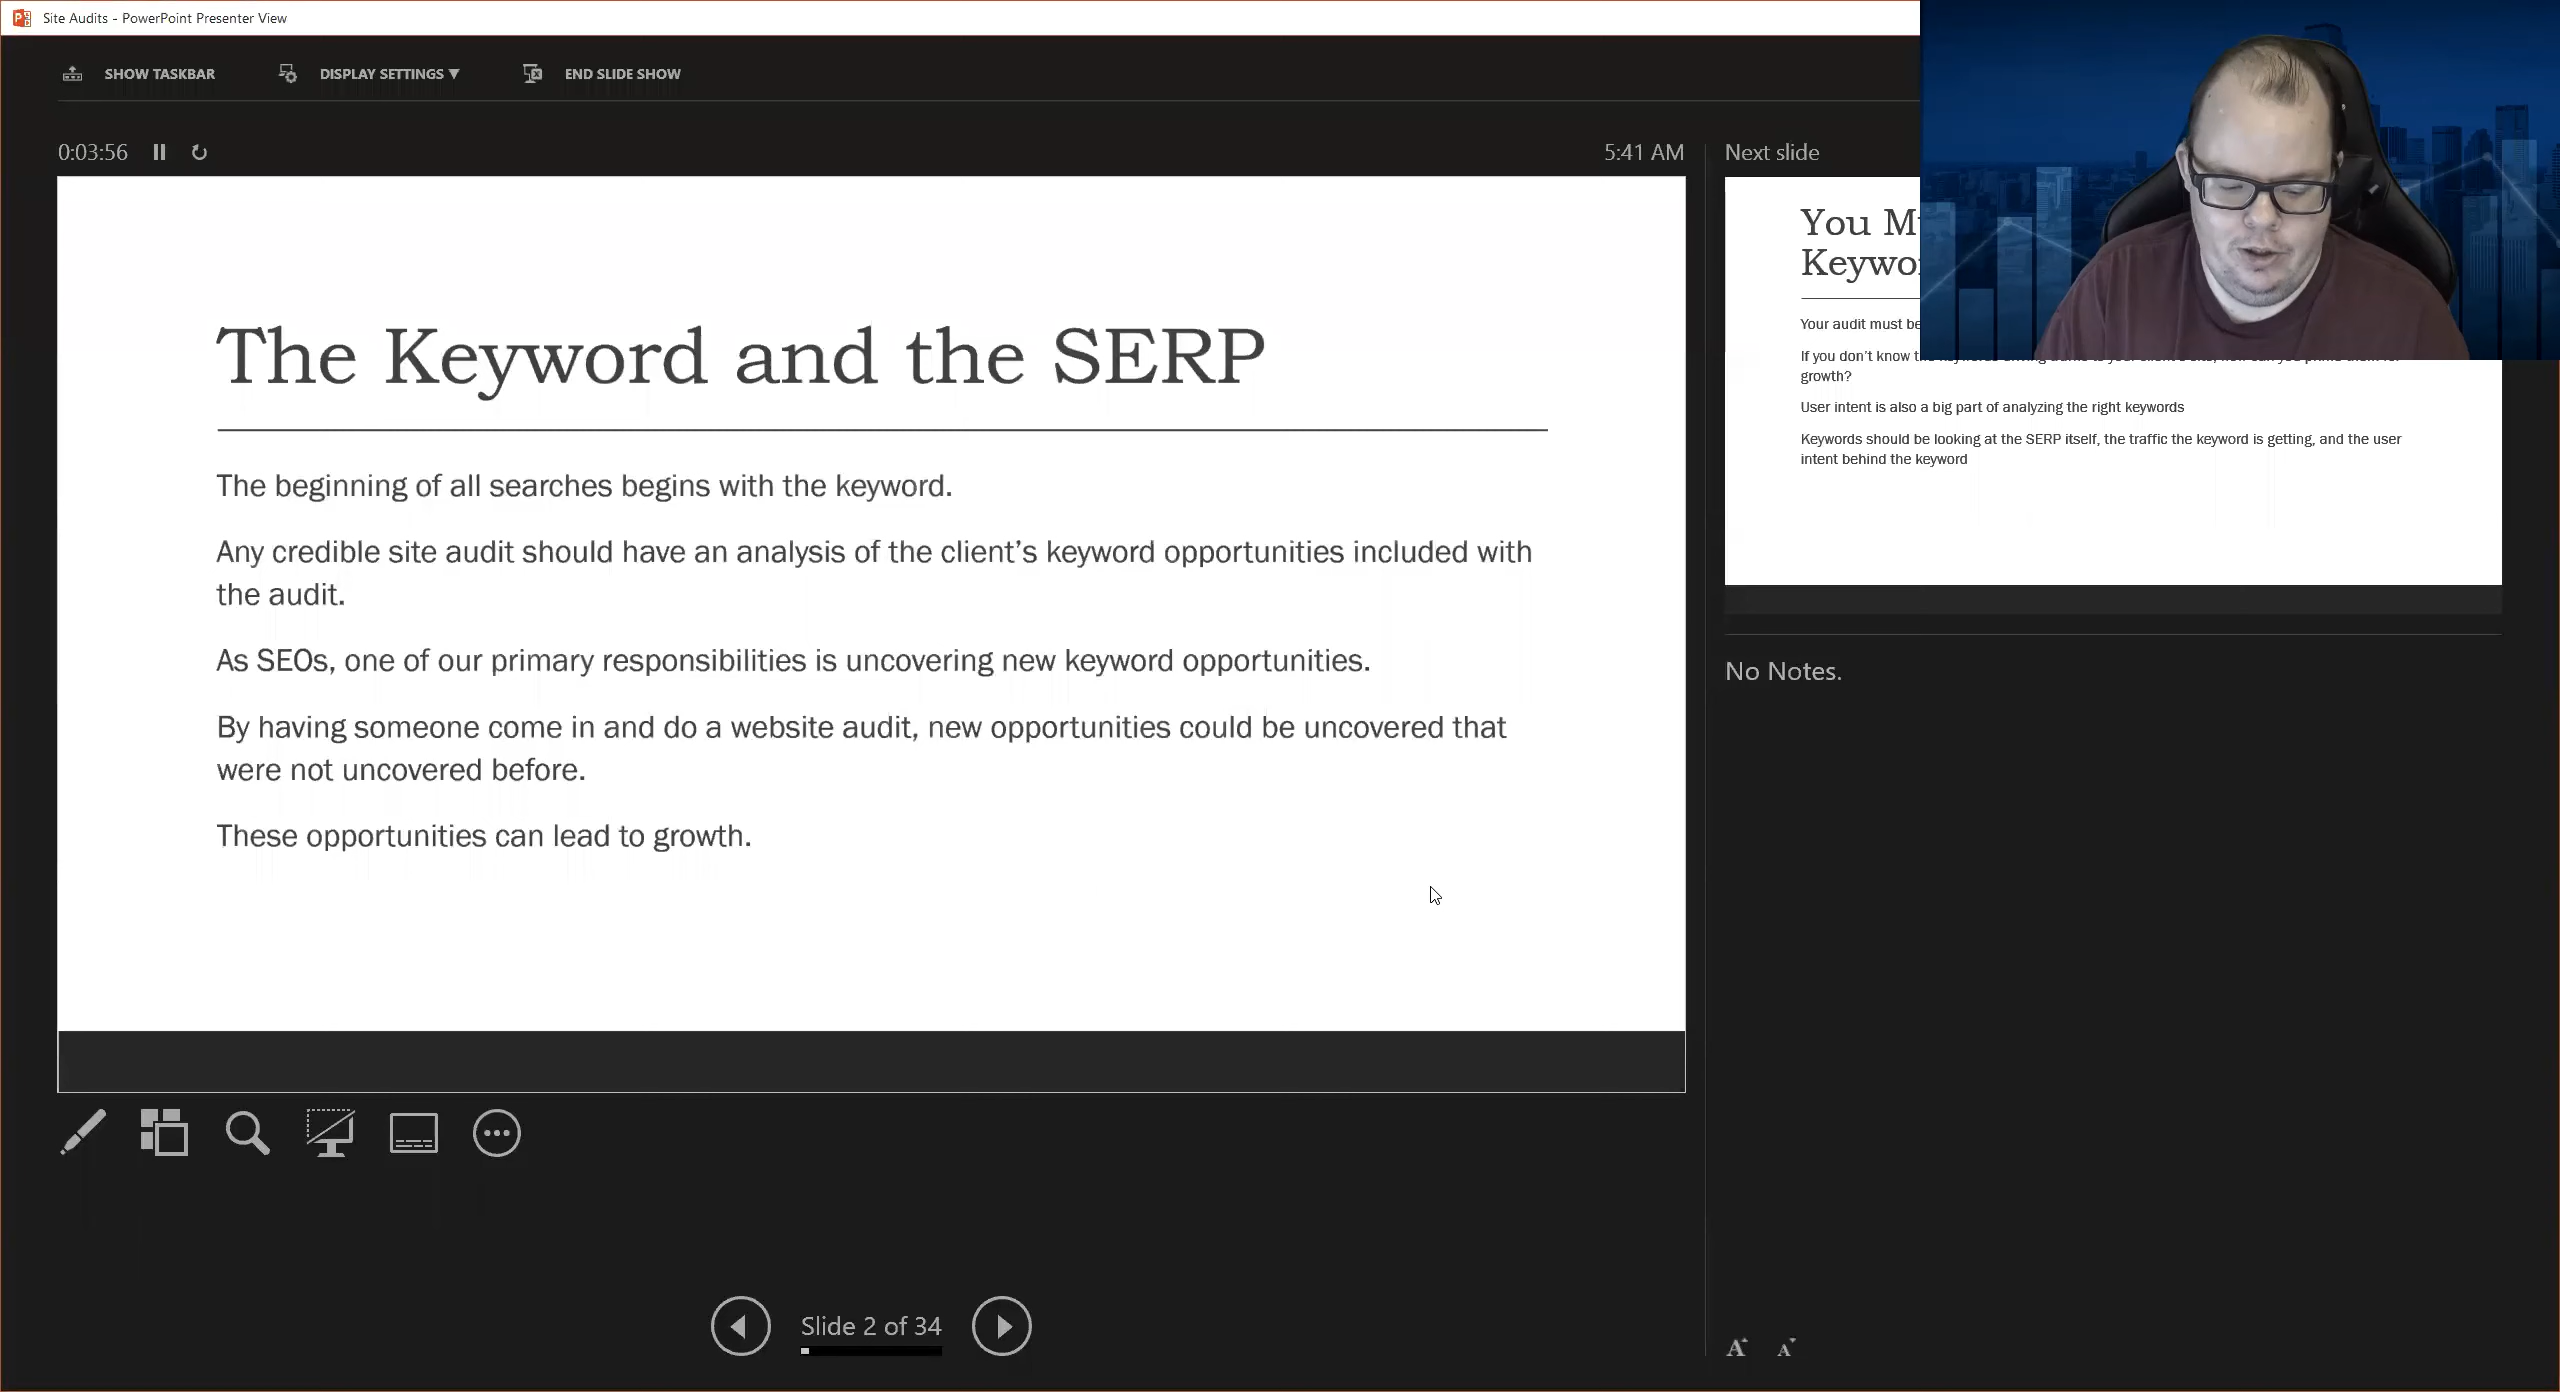 Site Audits - PowerPoint Presenter View
SHOW TASKBAR
DISPLAY SETTINGS ▼
END SLIDE SHOW
0:03:56
5:41 AM
The Keyword and the SERP
The beginning of all searches begins with the keyword.
Any credible site audit should have an analysis of the client’s keyword opportunities included with
the audit.
As SEOs, one of our primary responsibilities is uncovering new keyword opportunities.
By having someone come in and do a website audit, new opportunities could be uncovered that
were not uncovered before.
These opportunities can lead to growth.
Slide 2 of 34
Next slide
You
Your audit must be
If you don’t know
growth?
User intent is also a big part of analyzing the right keywords
Keywords should be looking at the SERP itself, the traffic the keyword is getting, and the user
intent behind the keyword
No Notes.
A A